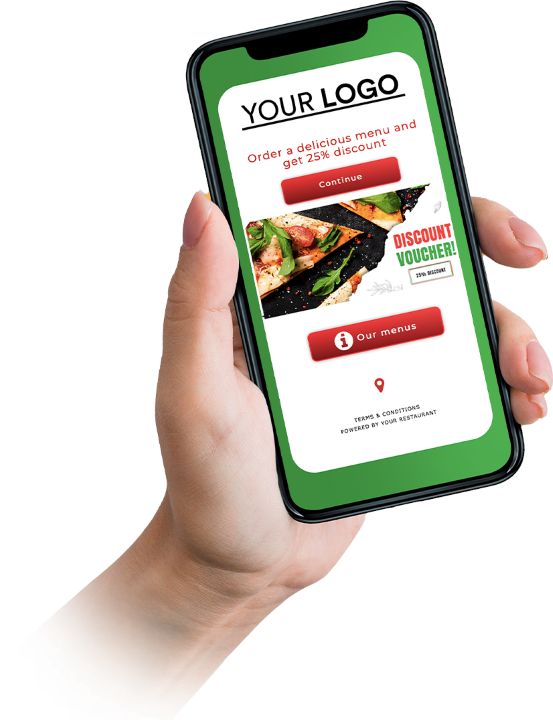 YOUR LOGO
Order a delicious menu and
get 25% discount
Continue
DISCOUNT
VOUCHER!
25% DISCOUNT
Our menus
TERMS & CONDITIONS
POWERED BY YOUR RESTAURANT